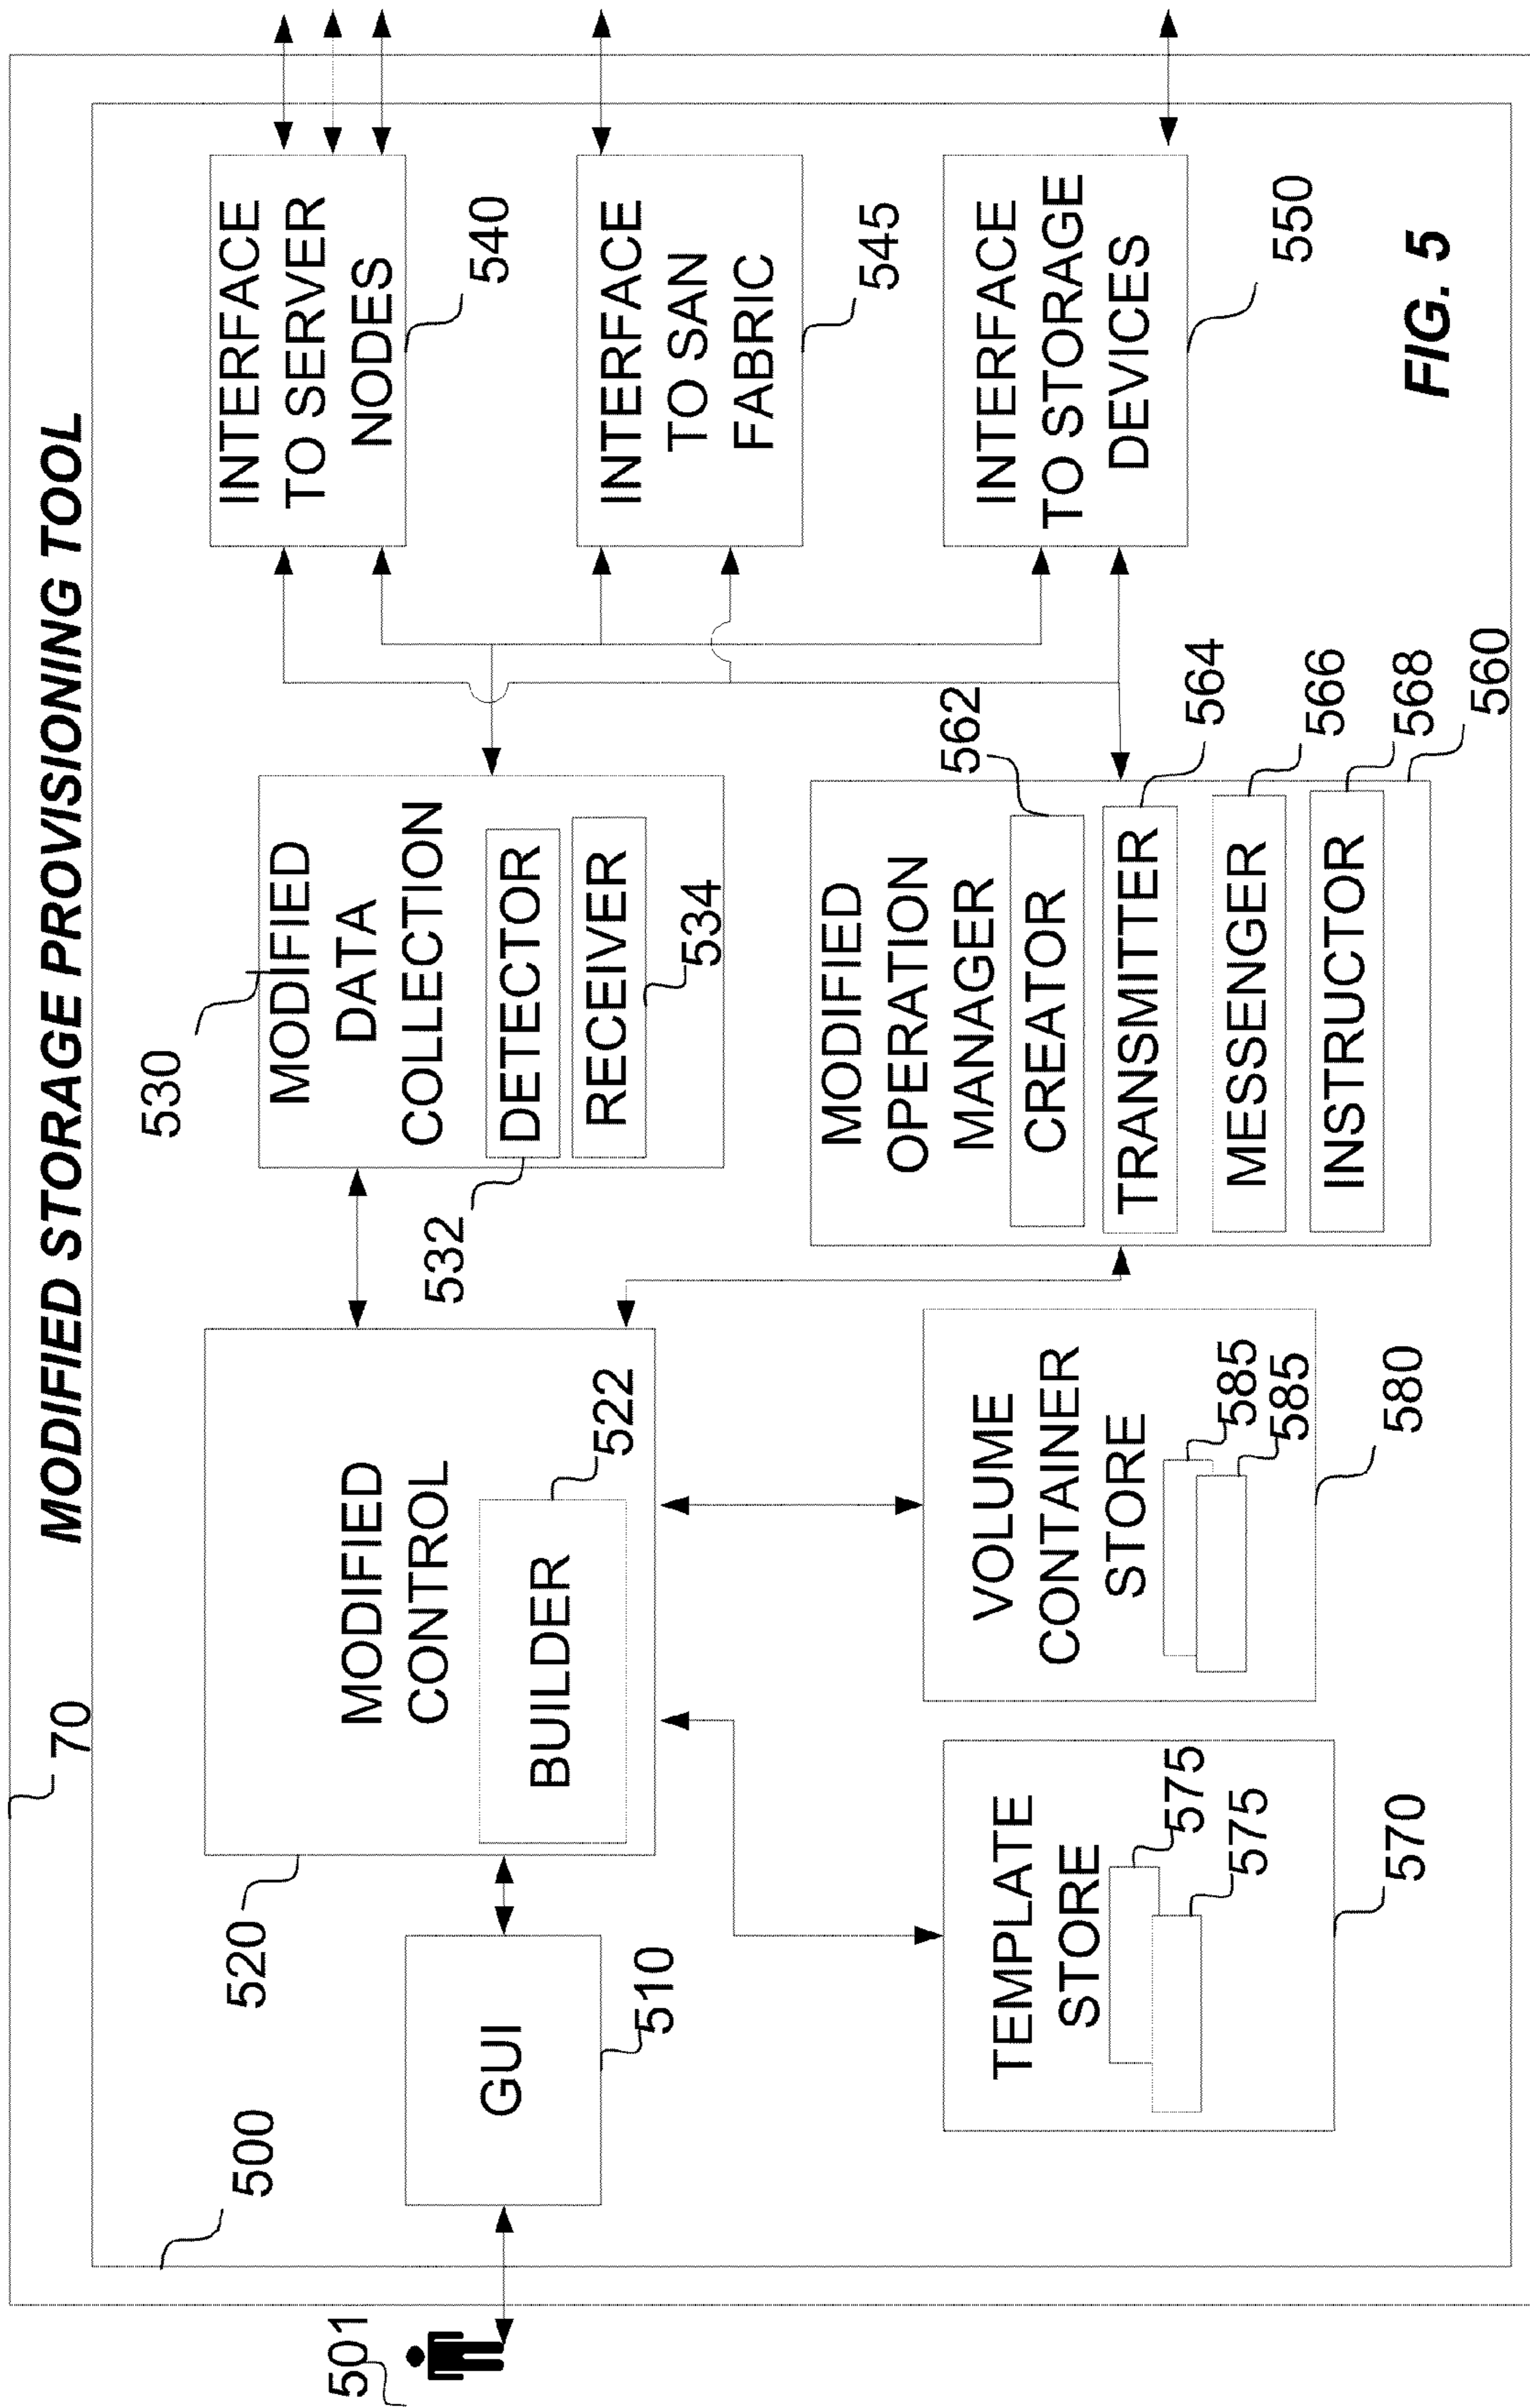 MODIFIED STORAGE PROVISIONING TOOL
70
500
501
GUI
510
520
MODIFIED
CONTROL
BUILDER
522
TEMPLATE
STORE
575
575
570
VOLUME
CONTAINER
STORE
585
585
580
530
MODIFIED
DATA
COLLECTION
DETECTOR
RECEIVER
532
534
MODIFIED
OPERATION
MANAGER
CREATOR
TRANSMITTER
MESSENGER
INSTRUCTOR
562
564
566
568
560
INTERFACE
TO SERVER
NODES
540
INTERFACE
TO SAN
FABRIC
545
INTERFACE
TO STORAGE
DEVICES
550
FIG. 5